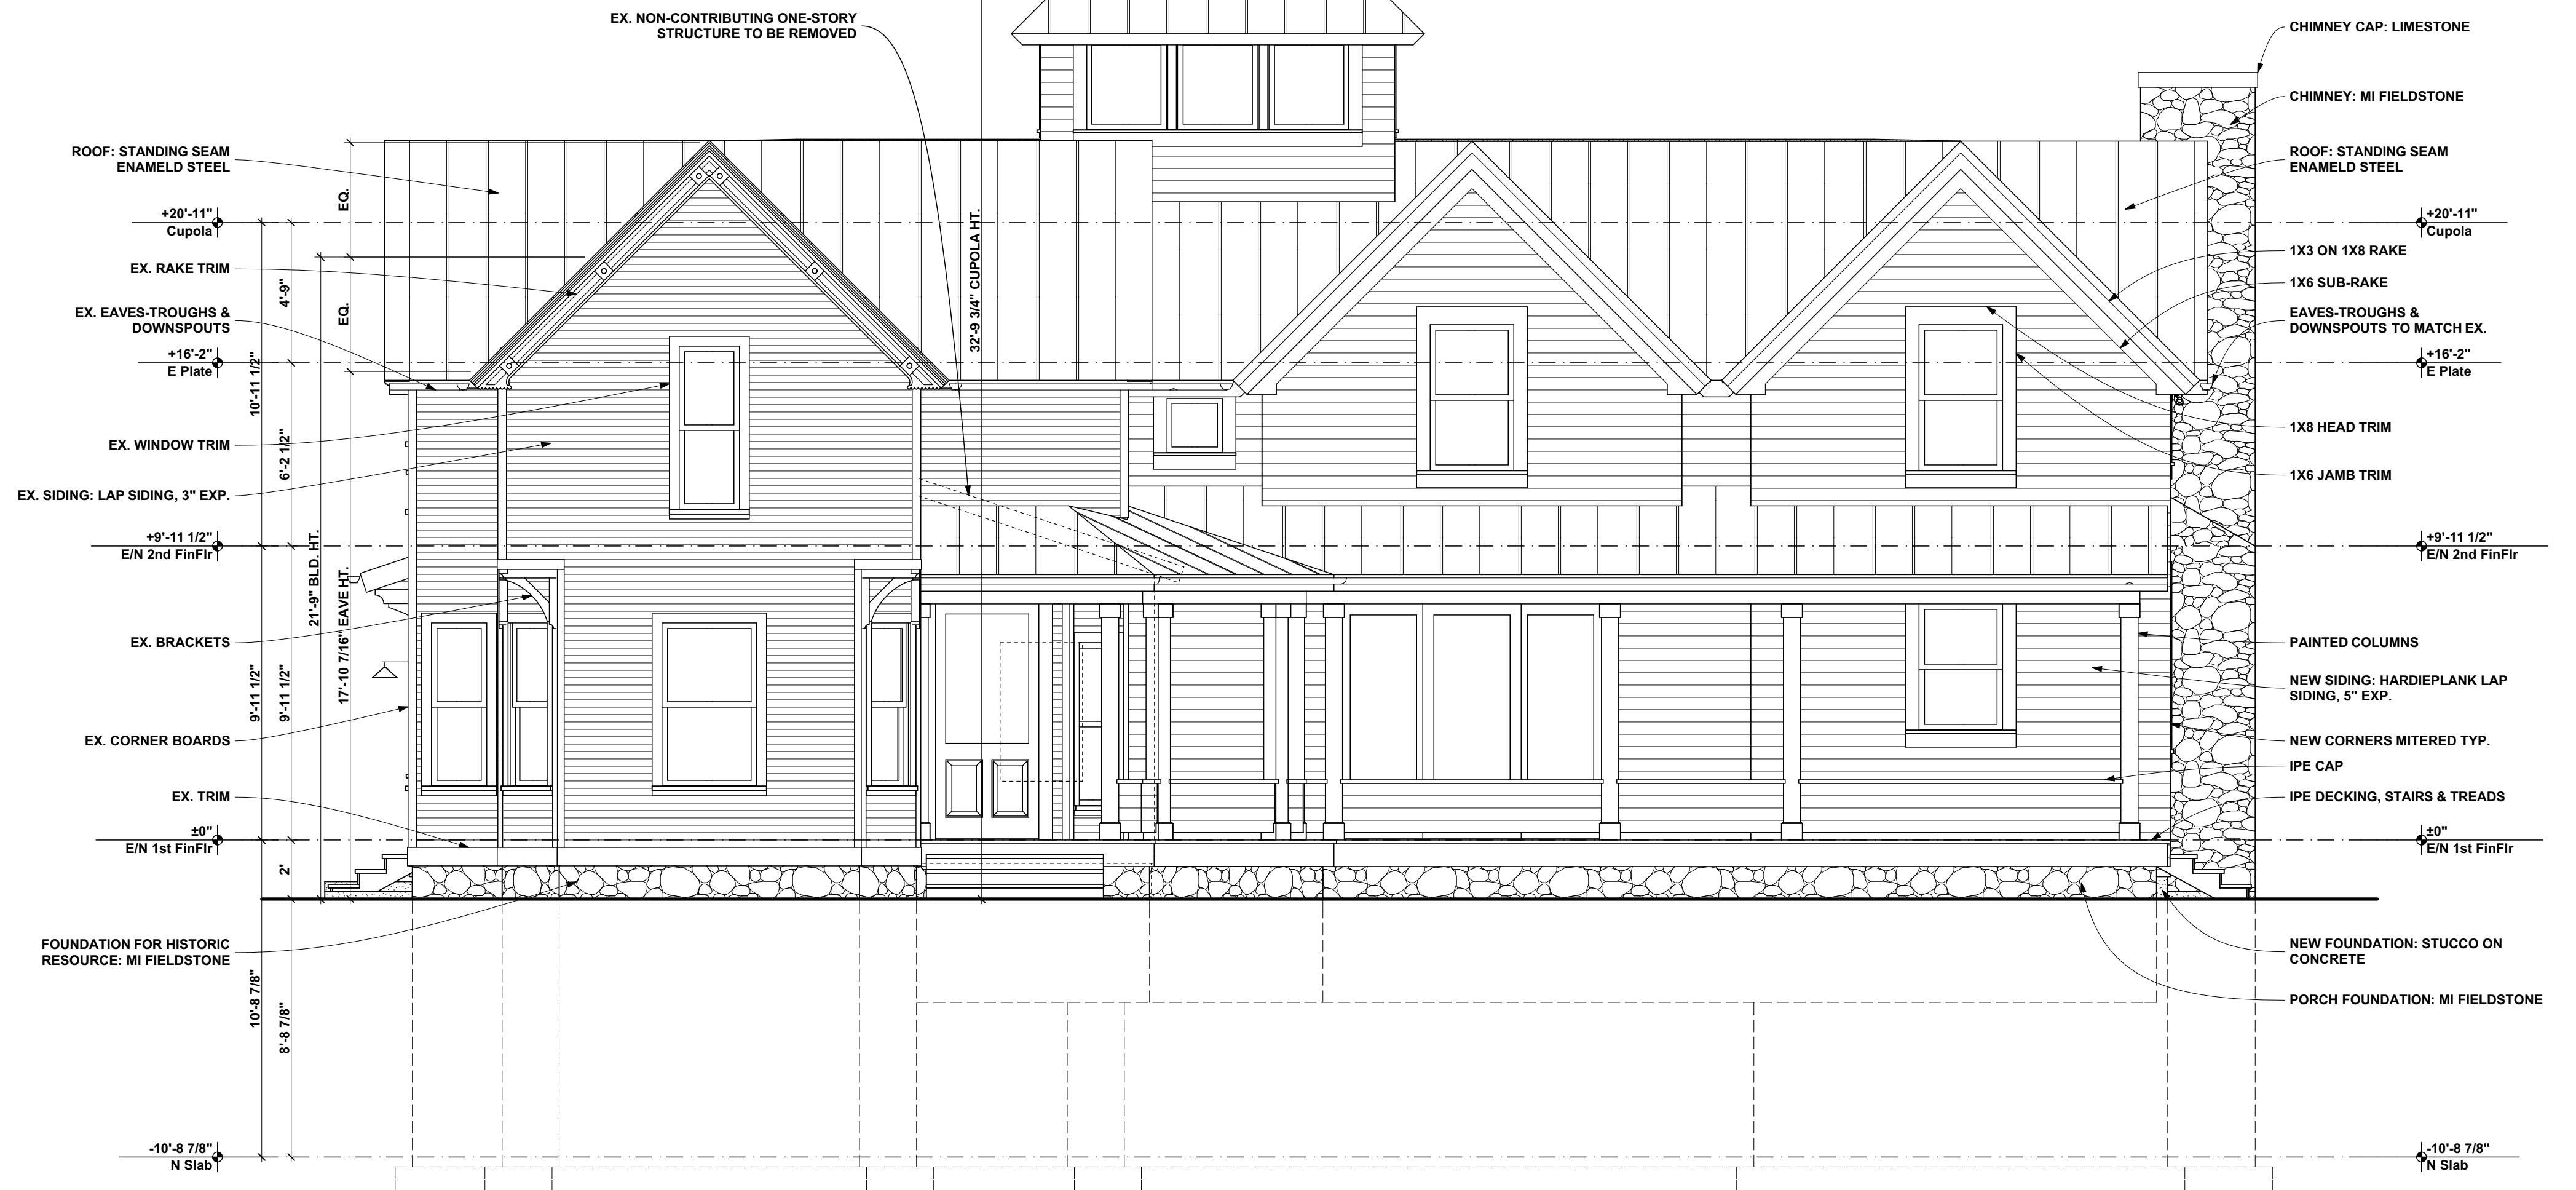 EX. NON-CONTRIBUTING ONE-STORY
STRUCTURE TO BE REMOVED
ROOF: STANDING SEAM
ENAMELD STEEL
+20'-11"
Cupola
EX. RAKE TRIM
EX. EAVES-TROUGHS &
DOWNSPOUTS
+16'-2"
E Plate
EX. WINDOW TRIM
EX. SIDING: LAP SIDING, 3" EXP.
+9'-11 1/2"
E/N 2nd FinFlr
EX. BRACKETS
EX. CORNER BOARDS
EX. TRIM
±0"
E/N 1st FinFlr
FOUNDATION FOR HISTORIC
RESOURCE: MI FIELDSTONE
-10'-8 7/8"
N Slab
10'-11 1/2"
9'-11 1/2"
10'-8 7/8"
4'-9"
6'-2 1/2"
9'-11 1/2"
2'
8'-8 7/8"
21'-9" BLD. HT.
EQ.
EQ.
17'-10 7/16" EAVE HT.
32'-9 3/4" CUPOLA HT.
CHIMNEY CAP: LIMESTONE
CHIMNEY: MI FIELDSTONE
ROOF: STANDING SEAM
ENAMELD STEEL
+20'-11"
Cupola
1X3 ON 1X8 RAKE
1X6 SUB-RAKE
EAVES-TROUGHS &
DOWNSPOUTS TO MATCH EX.
+16'-2"
E Plate
1X8 HEAD TRIM
1X6 JAMB TRIM
+9'-11 1/2"
E/N 2nd FinFlr
PAINTED COLUMNS
NEW SIDING: HARDIEPLANK LAP
SIDING, 5" EXP.
NEW CORNERS MITERED TYP.
IPE CAP
IPE DECKING, STAIRS & TREADS
±0"
E/N 1st FinFlr
NEW FOUNDATION: STUCCO ON
CONCRETE
PORCH FOUNDATION: MI FIELDSTONE
-10'-8 7/8"
N Slab